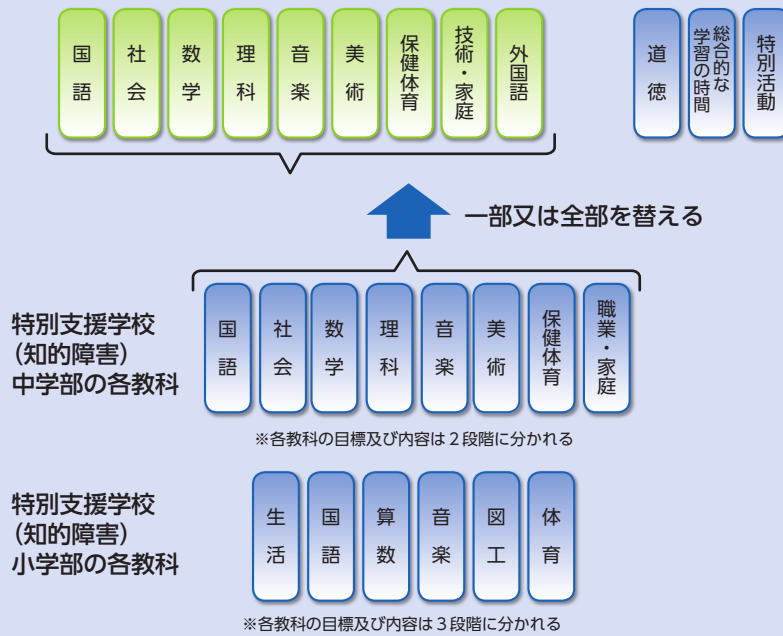 国語
社会
数学
理科
音楽
美術
保健体育
技術・家庭
外国語
道徳
総合的な
学習の時間
特別活動
一部又は全部を替える
特別支援学校
（知的障害）
中学部の各教科
国語
社会
数学
理科
音楽
美術
保健体育
職業・家庭
※各教科の目標及び内容は２段階に分かれる
特別支援学校
（知的障害）
小学部の各教科
生活
国語
算数
音楽
図工
体育
※各教科の目標及び内容は３段階に分かれる